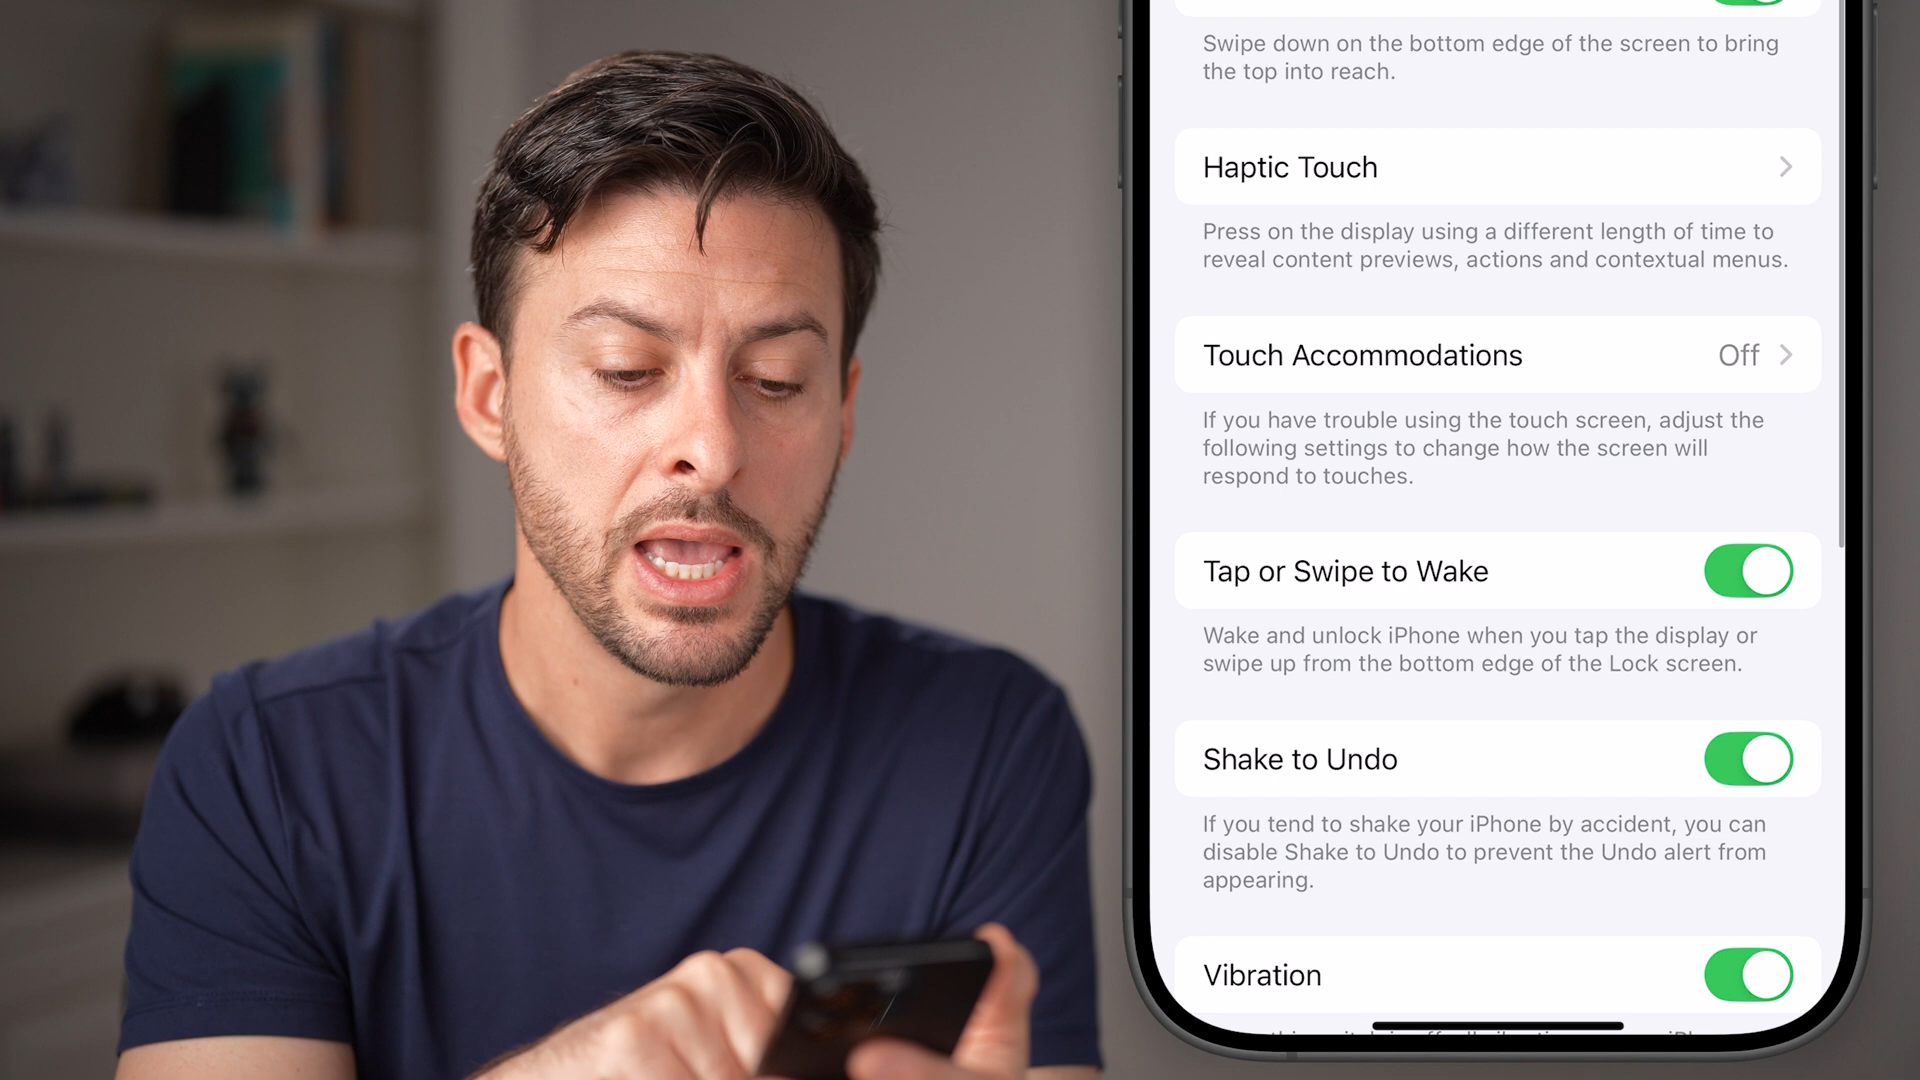 Swipe down on the bottom edge of the screen to bring
the top into reach.
Haptic Touch
Press on the display using a different length of time to
reveal content previews, actions and contextual menus.
Touch Accommodations Off
If you have trouble using the touch screen, adjust the
following settings to change how the screen will
respond to touches.
Tap or Swipe to Wake
Wake and unlock iPhone when you tap the display or
swipe up from the bottom edge of the Lock screen.
Shake to Undo
If you tend to shake your iPhone by accident, you can
disable Shake to Undo to prevent the Undo alert from
appearing.
Vibration